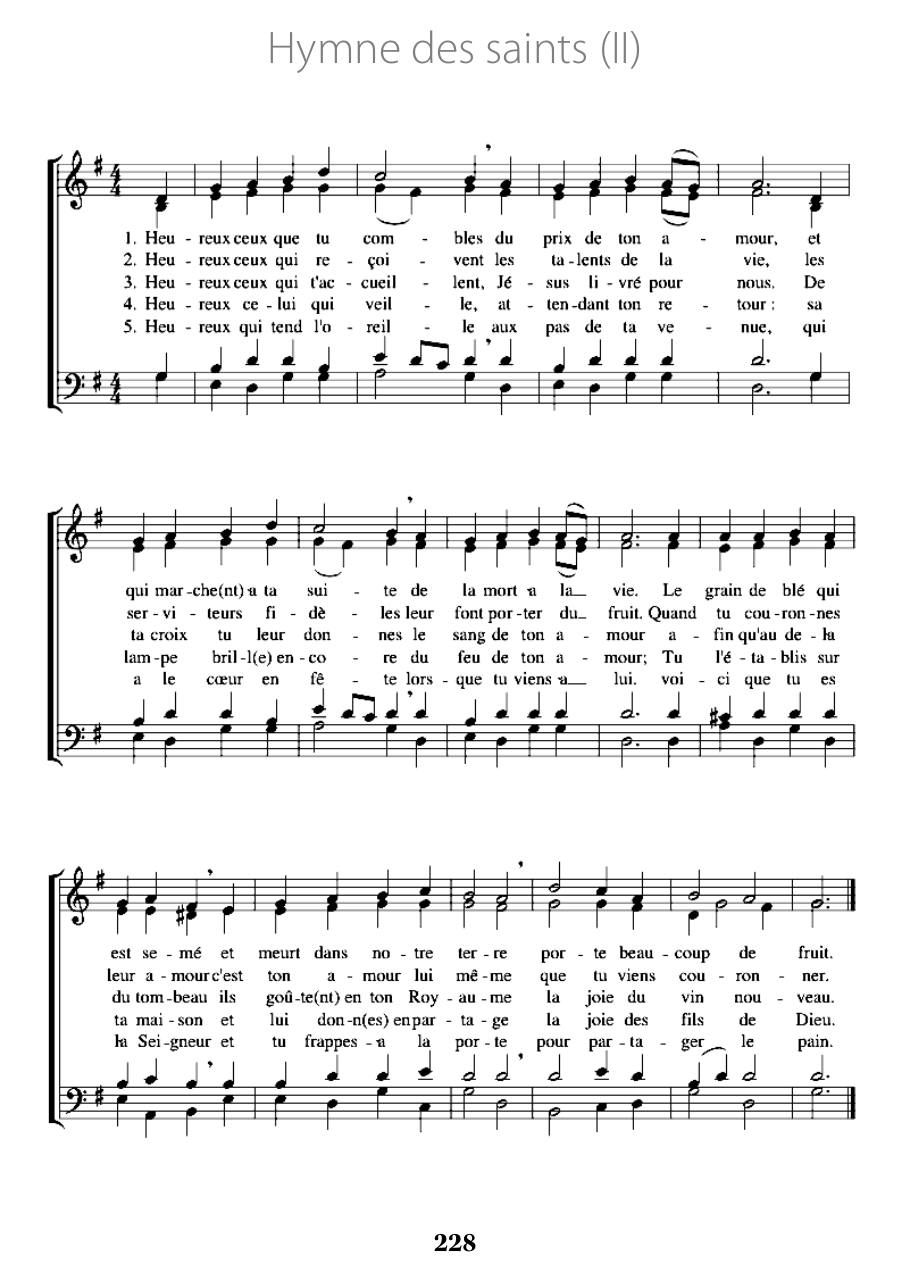 Hymne des saints (II)
1. Heu - reux ceux que tu com - bles du prix de ton a - mour, et
2. Heu - reux ceux qui re - çoi - vent les ta - lents de la vie, les
3. Heu - reux ceux qui t'ac - cueil - lent, Jé - sus li - vré pour nous. De
4. Heu - reux ce - lui qui veil - le, at - ten - dant ton re - tour : sa
5. Heu - reux qui tend l'o - reil - le aux pas de ta ve - nue, qui
qui mar - che(nt) a ta sui - te de la mort a la vie. Le grain de blé qui
ser - vi - teurs fi - dè - les leur font por - ter du fruit. Quand tu cou - ron - nes
ta croix tu leur don - nes le sang de ton a - mour a - fin qu'au de - la
lam - pe bril - l(e) en - co - re du feu de ton a - mour; Tu l'é - ta - blis sur
a le cœur en fê - te lors - que tu viens a lui. voi - ci que tu es
est se - mé et meurt dans no - tre ter - re por - te beau - coup de fruit.
leur a - mour c'est ton a - mour lui mê - me que tu viens cou - ron - ner.
du tom - beau ils goû - te(nt) en ton Roy - au - me la joie du vin nou - veau.
ta mai - son et lui don - n(es) en par - ta - ge la joie des fils de Dieu.
la Sei - gneur et tu frappes - a la por - te pour par - ta - ger le pain.
228